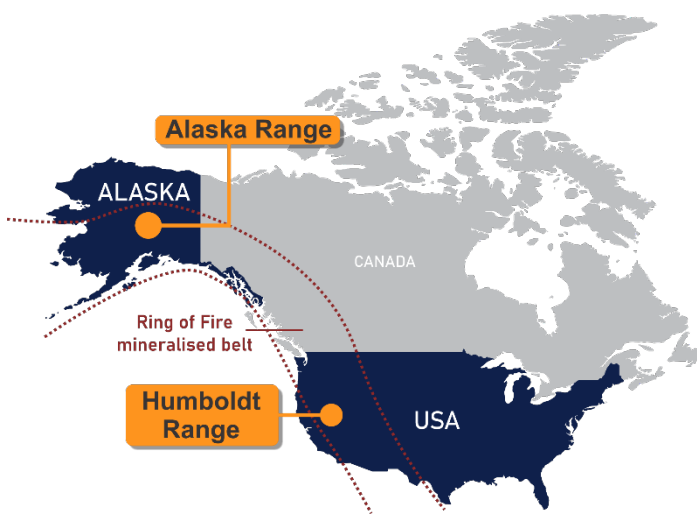 Alaska Range
ALASKA
CANADA
Ring of Fire
mineralised belt
Humboldt
Range
USA